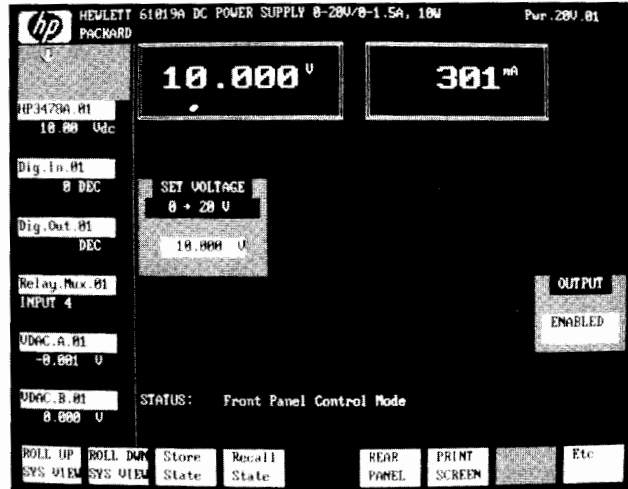 hp HEWLETT PACKARD
61019A DC POWER SUPPLY 0-20V/0-1.5A, 10W
Pwr.20V.01
10.000 V
301 mA
HP3478A.01
10.00 Vdc
Dig.In.01
0 DEC
Dig.Out.01
DEC
Relay.Mux.01
INPUT 4
VDAC.A.01
-0.001 V
VDAC.B.01
0.000 V
SET VOLTAGE
0 → 20 V
10.000 V
OUTPUT
ENABLED
STATUS: Front Panel Control Mode
ROLL UP SYS VIEW
ROLL DWN SYS VIEW
Store State
Recall State
REAR PANEL
PRINT SCREEN
Etc